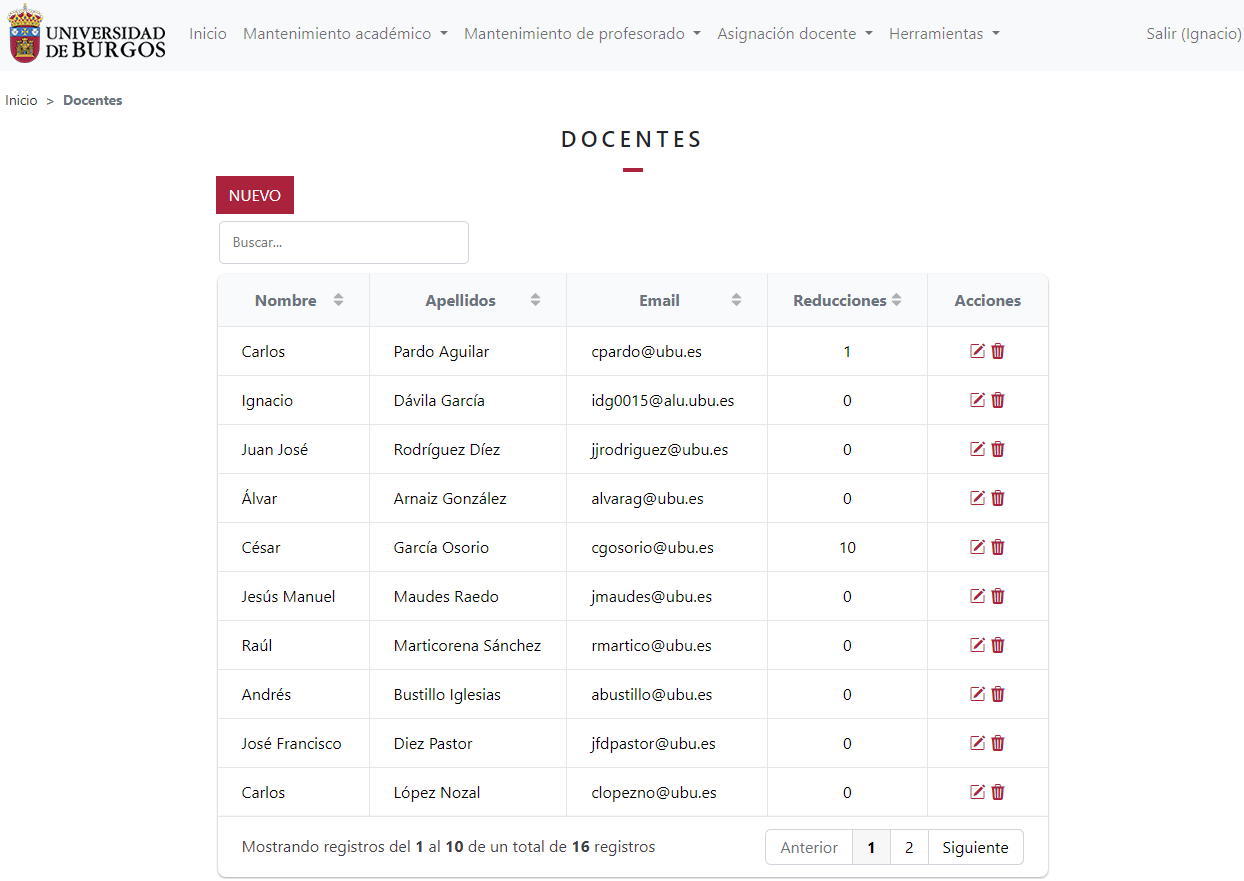 UNIVERSIDAD
DE BURGOS
Inicio Mantenimiento académico Mantenimiento de profesorado Asignación docente Herramientas Salir (Ignacio)
Inicio > Docentes
DOCENTES
NUEVO
Buscar...
Nombre Apellidos Email Reducciones Acciones
Carlos Pardo Aguilar cpardo@ubu.es 1
Ignacio Dávila García idg0015@alu.ubu.es 0
Juan José Rodríguez Díez jjrodriguez@ubu.es 0
Álvar Arnaiz González alvarag@ubu.es 0
César García Osorio cgosorio@ubu.es 10
Jesús Manuel Maudes Raedo jmaudes@ubu.es 0
Raúl Marticorena Sánchez rmartico@ubu.es 0
Andrés Bustillo Iglesias abustillo@ubu.es 0
José Francisco Diez Pastor jfdpastor@ubu.es 0
Carlos López Nozal clopezno@ubu.es 0
Mostrando registros del 1 al 10 de un total de 16 registros Anterior 1 2 Siguiente